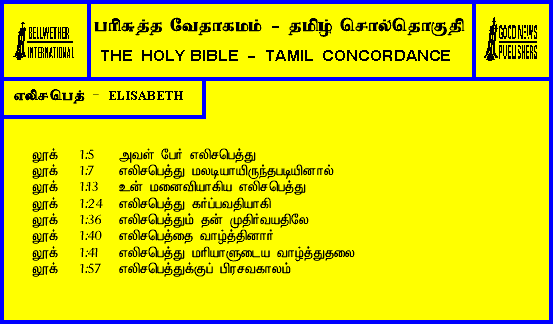 BELLWETHER
INTERNATIONAL
பரிசுத்த வேதாகமம் - தமிழ் சொல்தொகுதி
THE HOLY BIBLE - TAMIL CONCORDANCE
GOOD NEWS
PUBLISHERS
எலிசபெத் - ELISABETH
லூக் 1:5 அவள் பேர் எலிசபெத்து
லூக் 1:7 எலிசபெத்து மலடியாயிருந்தபடியினால்
லூக் 1:13 உன் மனைவியாகிய எலிசபெத்து
லூக் 1:24 எலிசபெத்து கர்ப்பவதியாகி
லூக் 1:36 எலிசபெத்தும் தன் முதிர்வயதிலே
லூக் 1:40 எலிசபெத்தை வாழ்த்தினார்
லூக் 1:41 எலிசபெத்து மரியாளுடைய வாழ்த்துதலை
லூக் 1:57 எலிசபெத்துக்குப் பிரசவகாலம்